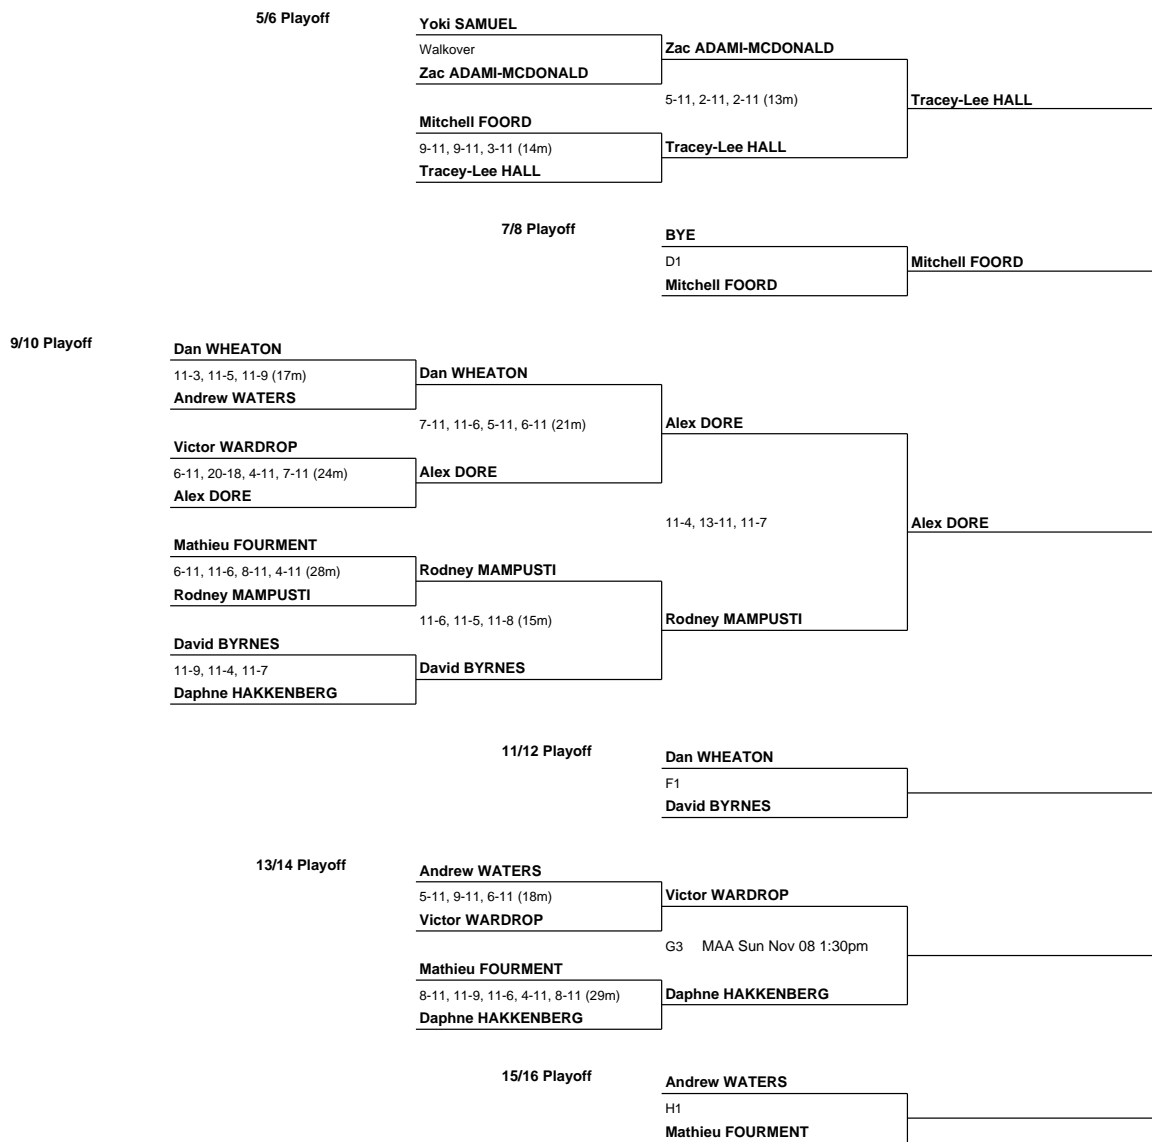 5/6 Playoff
Yoki SAMUEL
Walkover
Zac ADAMI-MCDONALD
Zac ADAMI-MCDONALD
5-11, 2-11, 2-11 (13m)
Tracey-Lee HALL
Mitchell FOORD
9-11, 9-11, 3-11 (14m)
Tracey-Lee HALL
Tracey-Lee HALL
7/8 Playoff
BYE
D1
Mitchell FOORD
Mitchell FOORD
9/10 Playoff
Dan WHEATON
11-3, 11-5, 11-9 (17m)
Andrew WATERS
Dan WHEATON
7-11, 11-6, 5-11, 6-11 (21m)
Alex DORE
Victor WARDROP
6-11, 20-18, 4-11, 7-11 (24m)
Alex DORE
Alex DORE
11-4, 13-11, 11-7
Alex DORE
Mathieu FOURMENT
6-11, 11-6, 8-11, 4-11 (28m)
Rodney MAMPUSTI
Rodney MAMPUSTI
11-6, 11-5, 11-8 (15m)
Rodney MAMPUSTI
David BYRNES
11-9, 11-4, 11-7
Daphne HAKKENBERG
David BYRNES
11/12 Playoff
Dan WHEATON
F1
David BYRNES
13/14 Playoff
Andrew WATERS
5-11, 9-11, 6-11 (18m)
Victor WARDROP
Victor WARDROP
G3 MAA Sun Nov 08 1:30pm
Mathieu FOURMENT
8-11, 11-9, 11-6, 4-11, 8-11 (29m)
Daphne HAKKENBERG
Daphne HAKKENBERG
15/16 Playoff
Andrew WATERS
H1
Mathieu FOURMENT